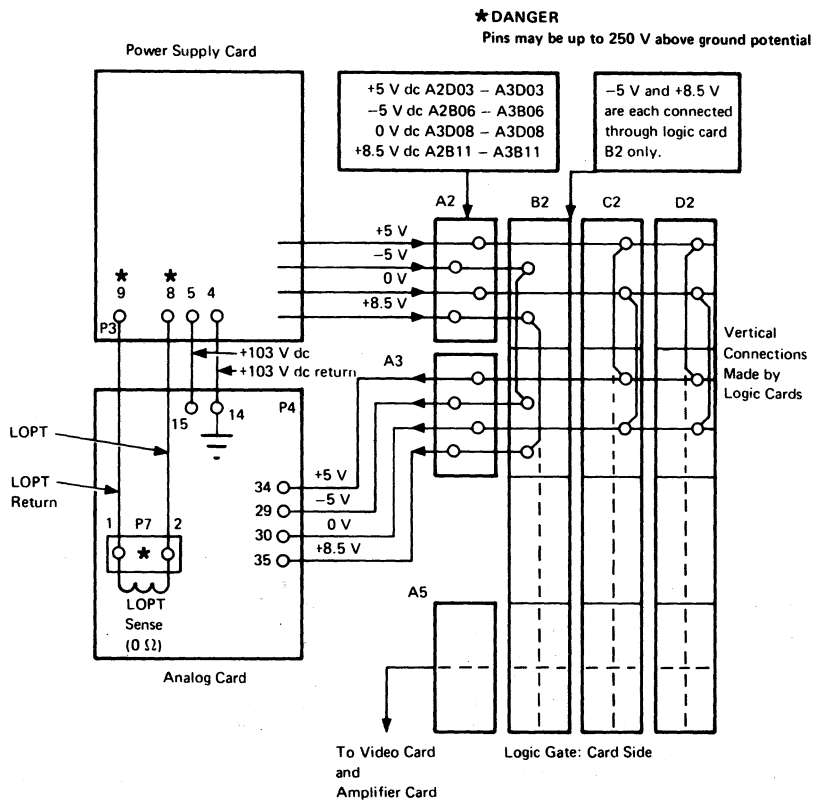 *DANGER
Pins may be up to 250 V above ground potential
Power Supply Card
+5 V dc A2D03 – A3D03
–5 V dc A2B06 – A3B06
0 V dc A3D08 – A3D08
+8.5 V dc A2B11 – A3B11
–5 V and +8.5 V
are each connected
through logic card
B2 only.
A2
B2
C2
D2
+5 V
–5 V
0 V
+8.5 V
* *
9 8 5 4
P3
+103 V dc
+103 V dc return
A3
Vertical
Connections
Made by
Logic Cards
15 14
P4
LOPT
LOPT
Return
34
+5 V
29
–5 V
30
0 V
35
+8.5 V
1 P7 2
*
LOPT
Sense
(0 Ω)
A5
Analog Card
To Video Card
and
Amplifier Card
Logic Gate: Card Side